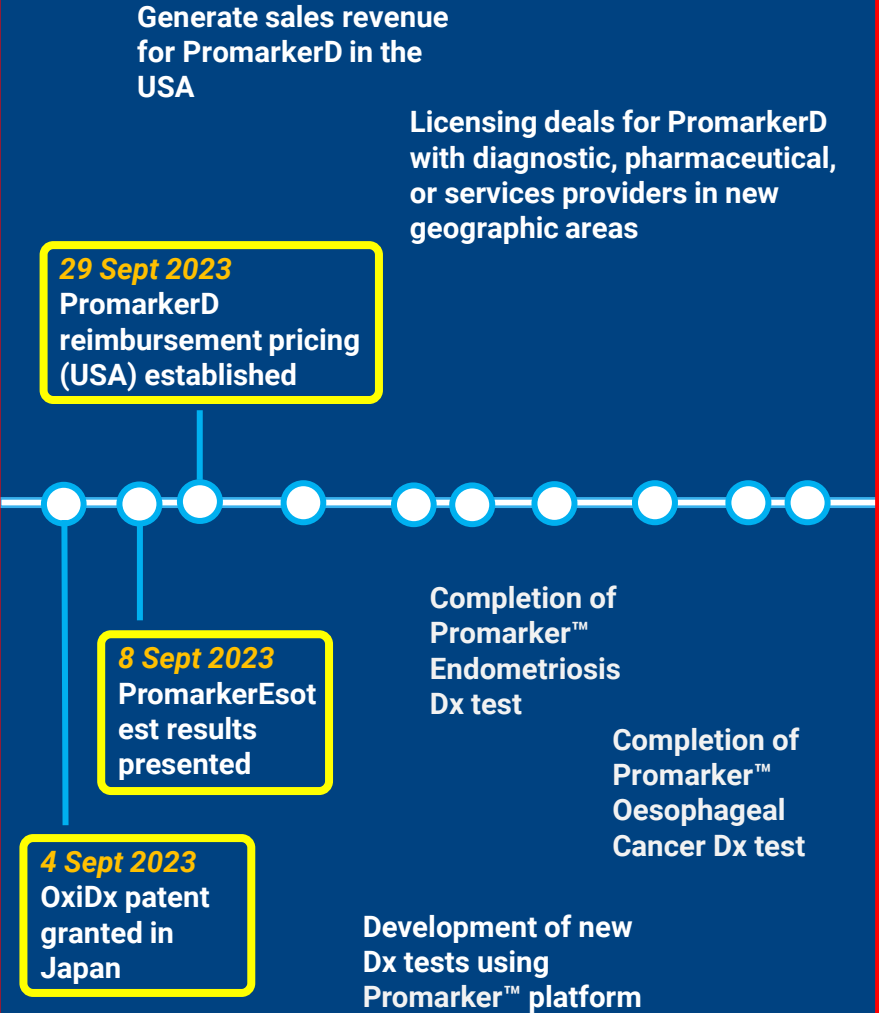 Generate sales revenue
for PromarkerD in the
USA
Licensing deals for PromarkerD
with diagnostic, pharmaceutical,
or services providers in new
geographic areas
29 Sept 2023
PromarkerD
reimbursement pricing
(USA) established
Completion of
Promarker™
Endometriosis
Dx test
8 Sept 2023
PromarkerEsot
est results
presented
Completion of
Promarker™
Oesophageal
Cancer Dx test
4 Sept 2023
OxiDx patent
granted in
Japan
Development of new
Dx tests using
Promarker™ platform